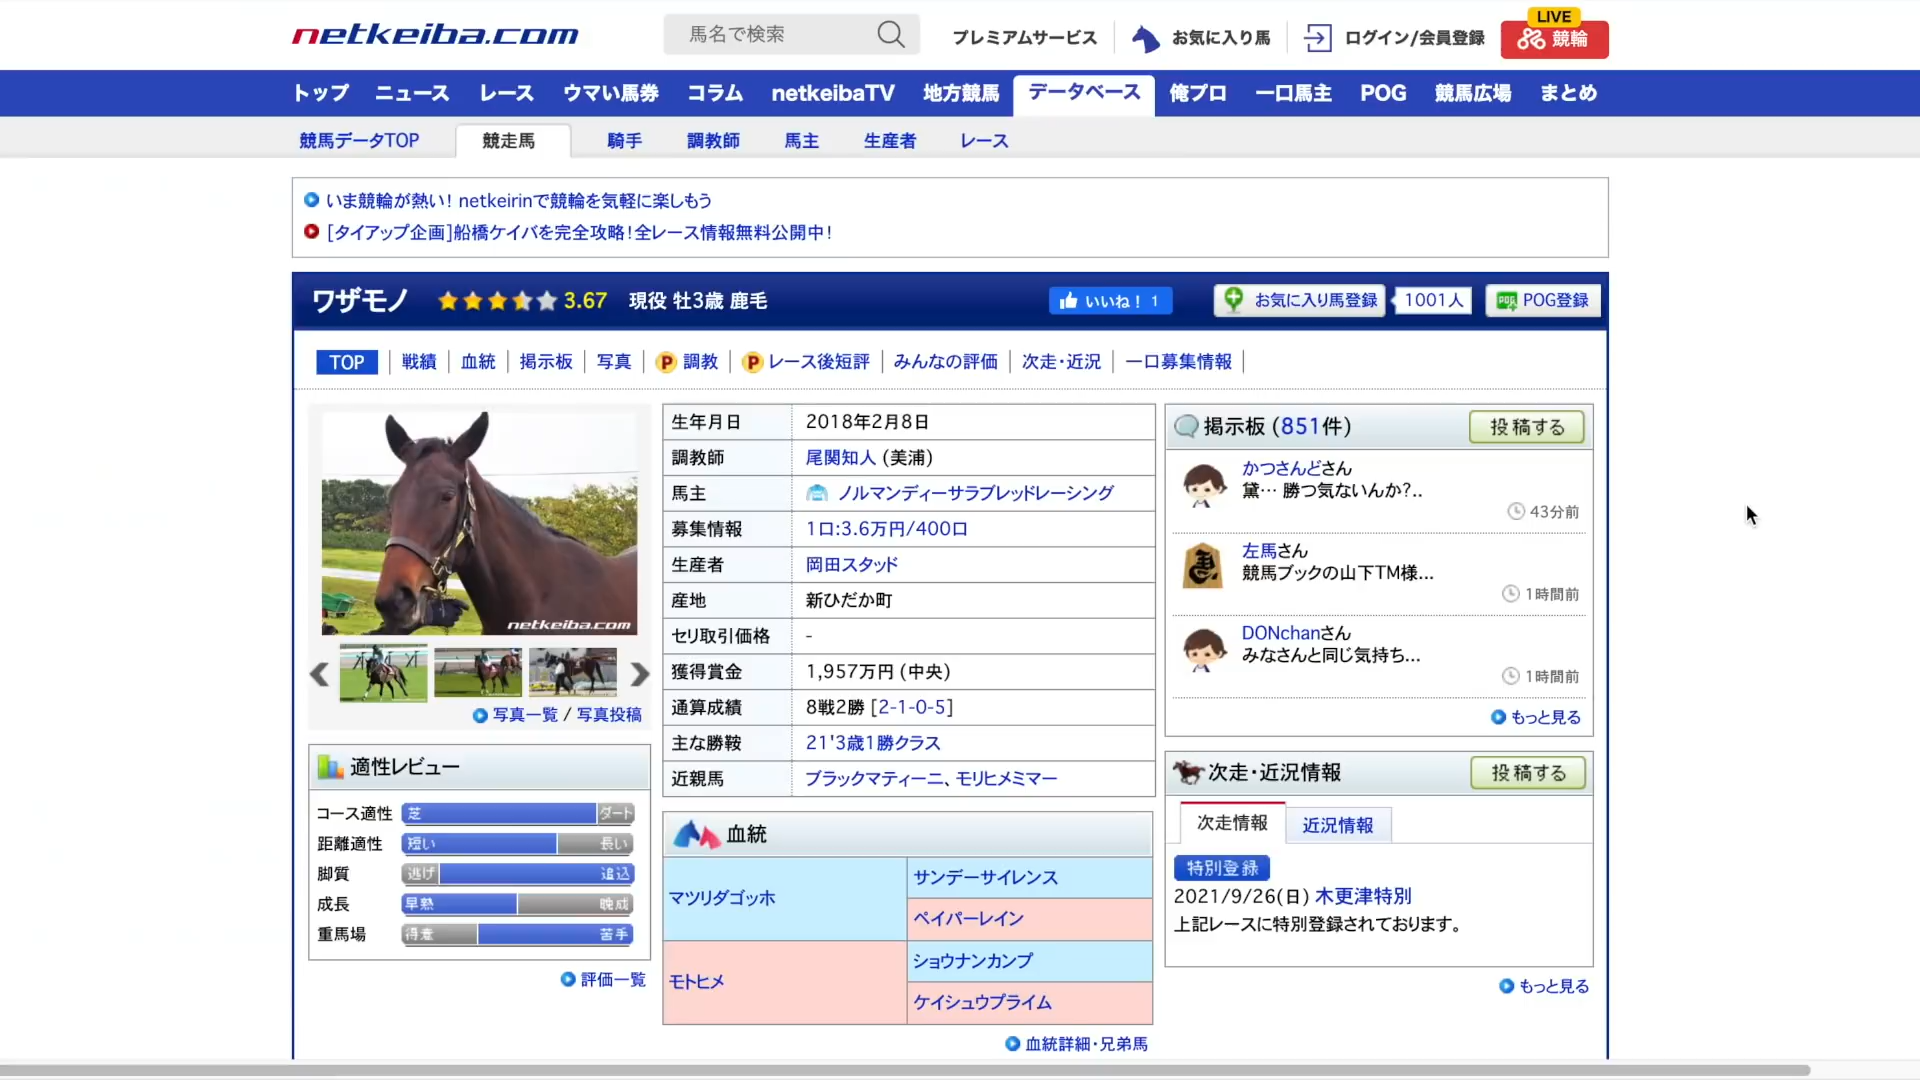 netkeiba.com
馬名で検索
プレミアムサービス
お気に入り馬
ログイン/会員登録
LIVE
競輪
トップ ニュース レース ウマい馬券 コラム netkeibaTV 地方競馬 データベース 俺プロ 一口馬主 POG 競馬広場 まとめ
競馬データTOP 競走馬 騎手 調教師 馬主 生産者 レース
いま競輪が熱い！netkeirinで競輪を気軽に楽しもう
[タイアップ企画]船橋ケイバを完全攻略！全レース情報無料公開中！
ワザモノ 3.67 現役 牡3歳 鹿毛
いいね！ 1
お気に入り馬登録 1001人
POG登録
TOP 戦績 血統 掲示板 写真 P 調教 P レース後短評 みんなの評価 次走・近況 一口募集情報
netkeiba.com
写真一覧 / 写真投稿
適性レビュー
コース適性 芝 ダート
距離適性 短い 長い
脚質 逃げ 追込
成長 早熟 晩成
重馬場 得意 苦手
評価一覧
生年月日 2018年2月8日
調教師 尾関知人 (美浦)
馬主 ノルマンディーサラブレッドレーシング
募集情報 1口:3.6万円/400口
生産者 岡田スタッド
産地 新ひだか町
セリ取引価格 -
獲得賞金 1,957万円 (中央)
通算成績 8戦2勝 [2-1-0-5]
主な勝鞍 21'3歳1勝クラス
近親馬 ブラックマティーニ、モリヒメミマー
血統
マツリダゴッホ
サンデーサイレンス
ペイパーレイン
モトヒメ
ショウナンカンプ
ケイシュウプライム
血統詳細・兄弟馬
掲示板 (851件)
投稿する
かつさんどさん
黛… 勝つ気ないんか?..
43分前
左馬さん
競馬ブックの山下TM様...
1時間前
DONchanさん
みなさんと同じ気持ち...
1時間前
もっと見る
次走・近況情報
投稿する
次走情報 近況情報
特別登録
2021/9/26(日) 木更津特別
上記レースに特別登録されております。
もっと見る